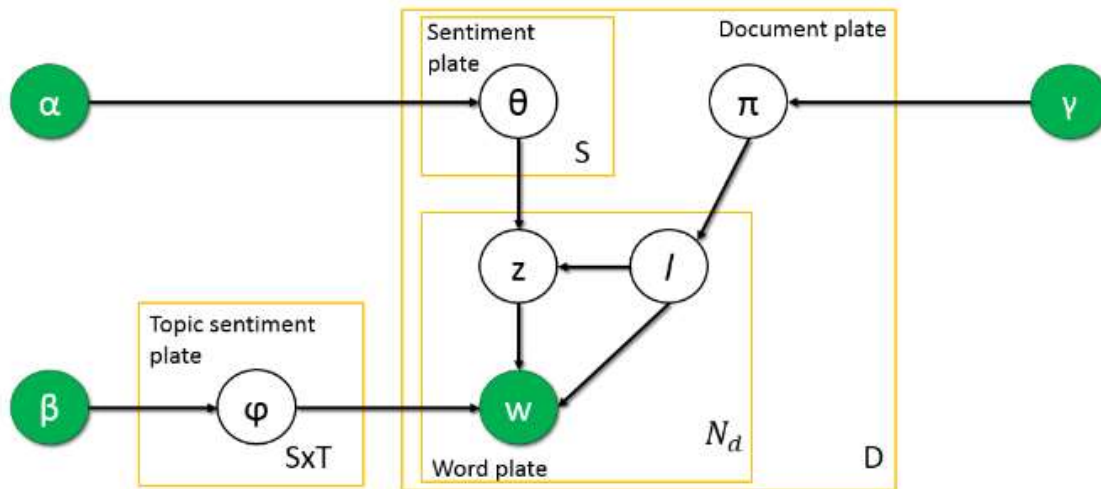 Sentiment
plate
Document plate
α
θ
π
γ
S
z
l
Topic sentiment
plate
β
φ
w
SxT
N_d
D
Word plate